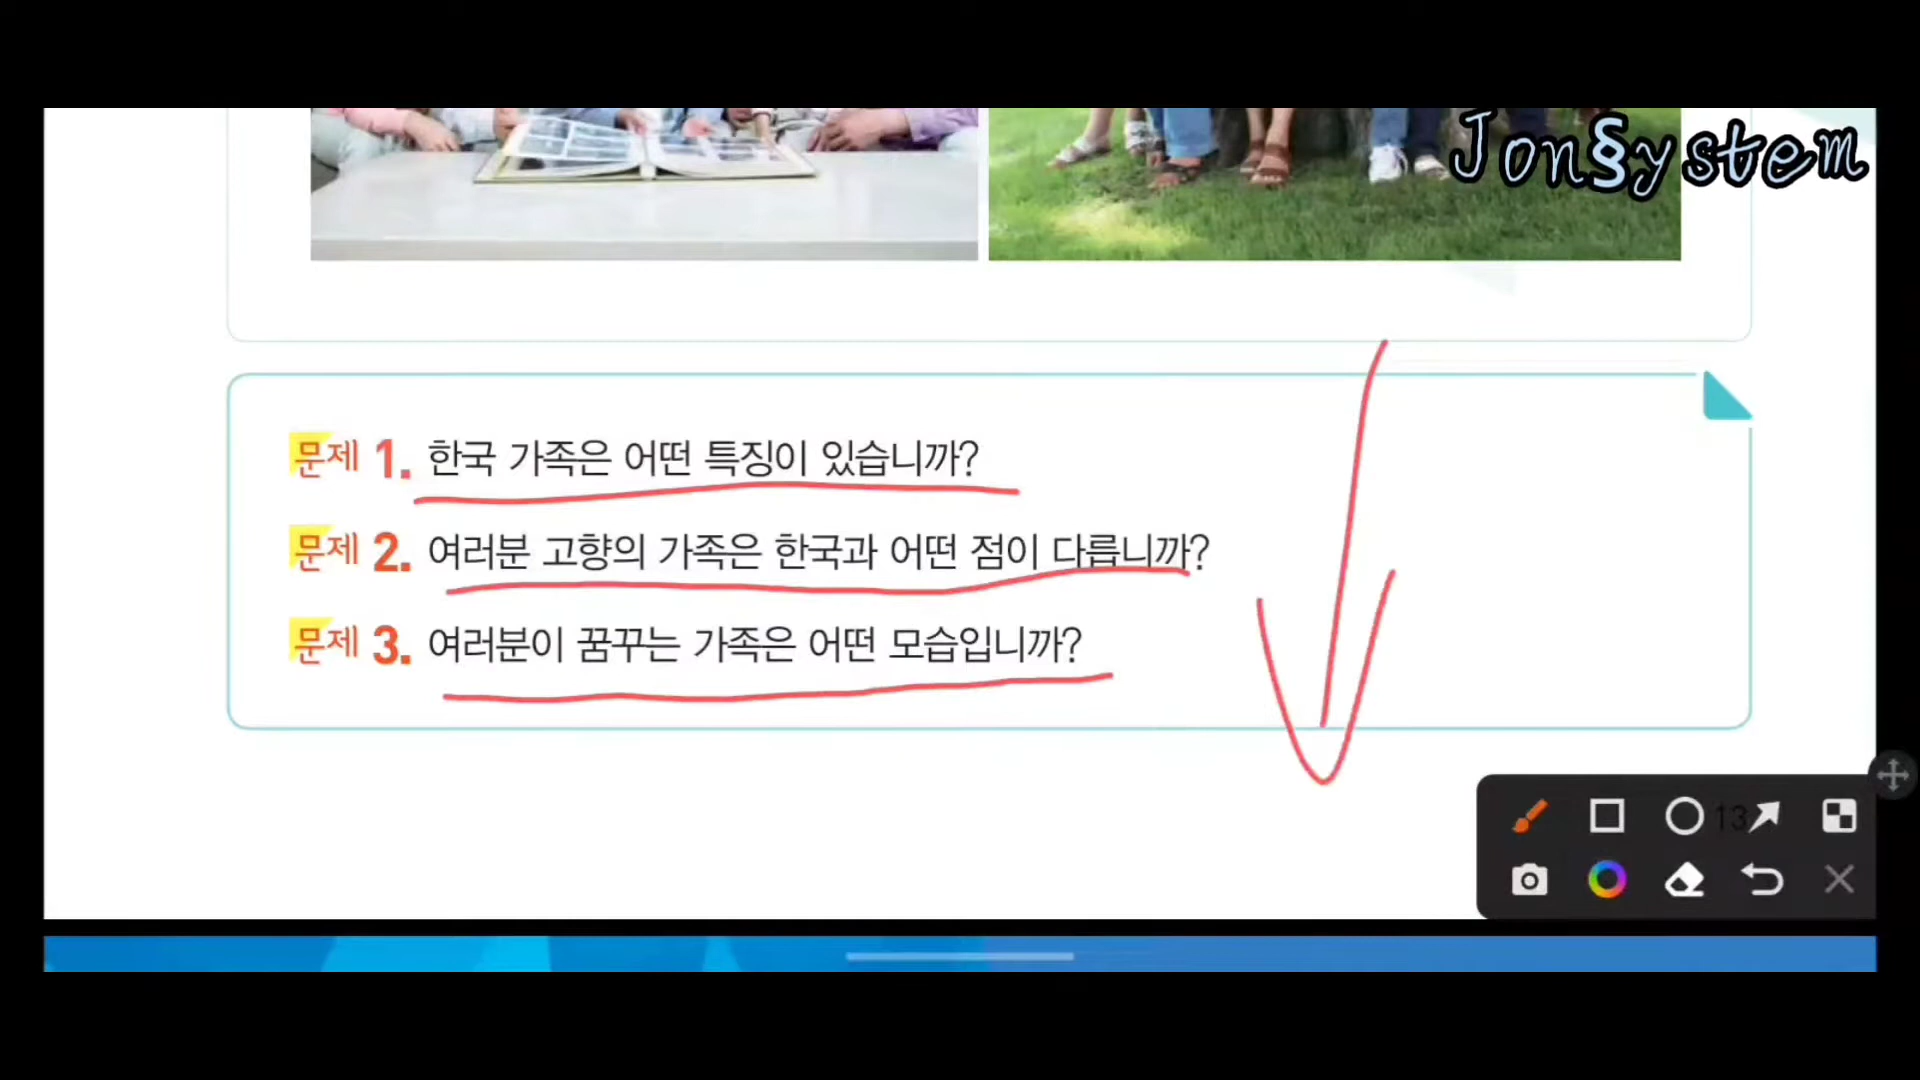 JonSystem
문제 1. 한국 가족은 어떤 특징이 있습니까?
문제 2. 여러분 고향의 가족은 한국과 어떤 점이 다릅니까?
문제 3. 여러분이 꿈꾸는 가족은 어떤 모습입니까?
13